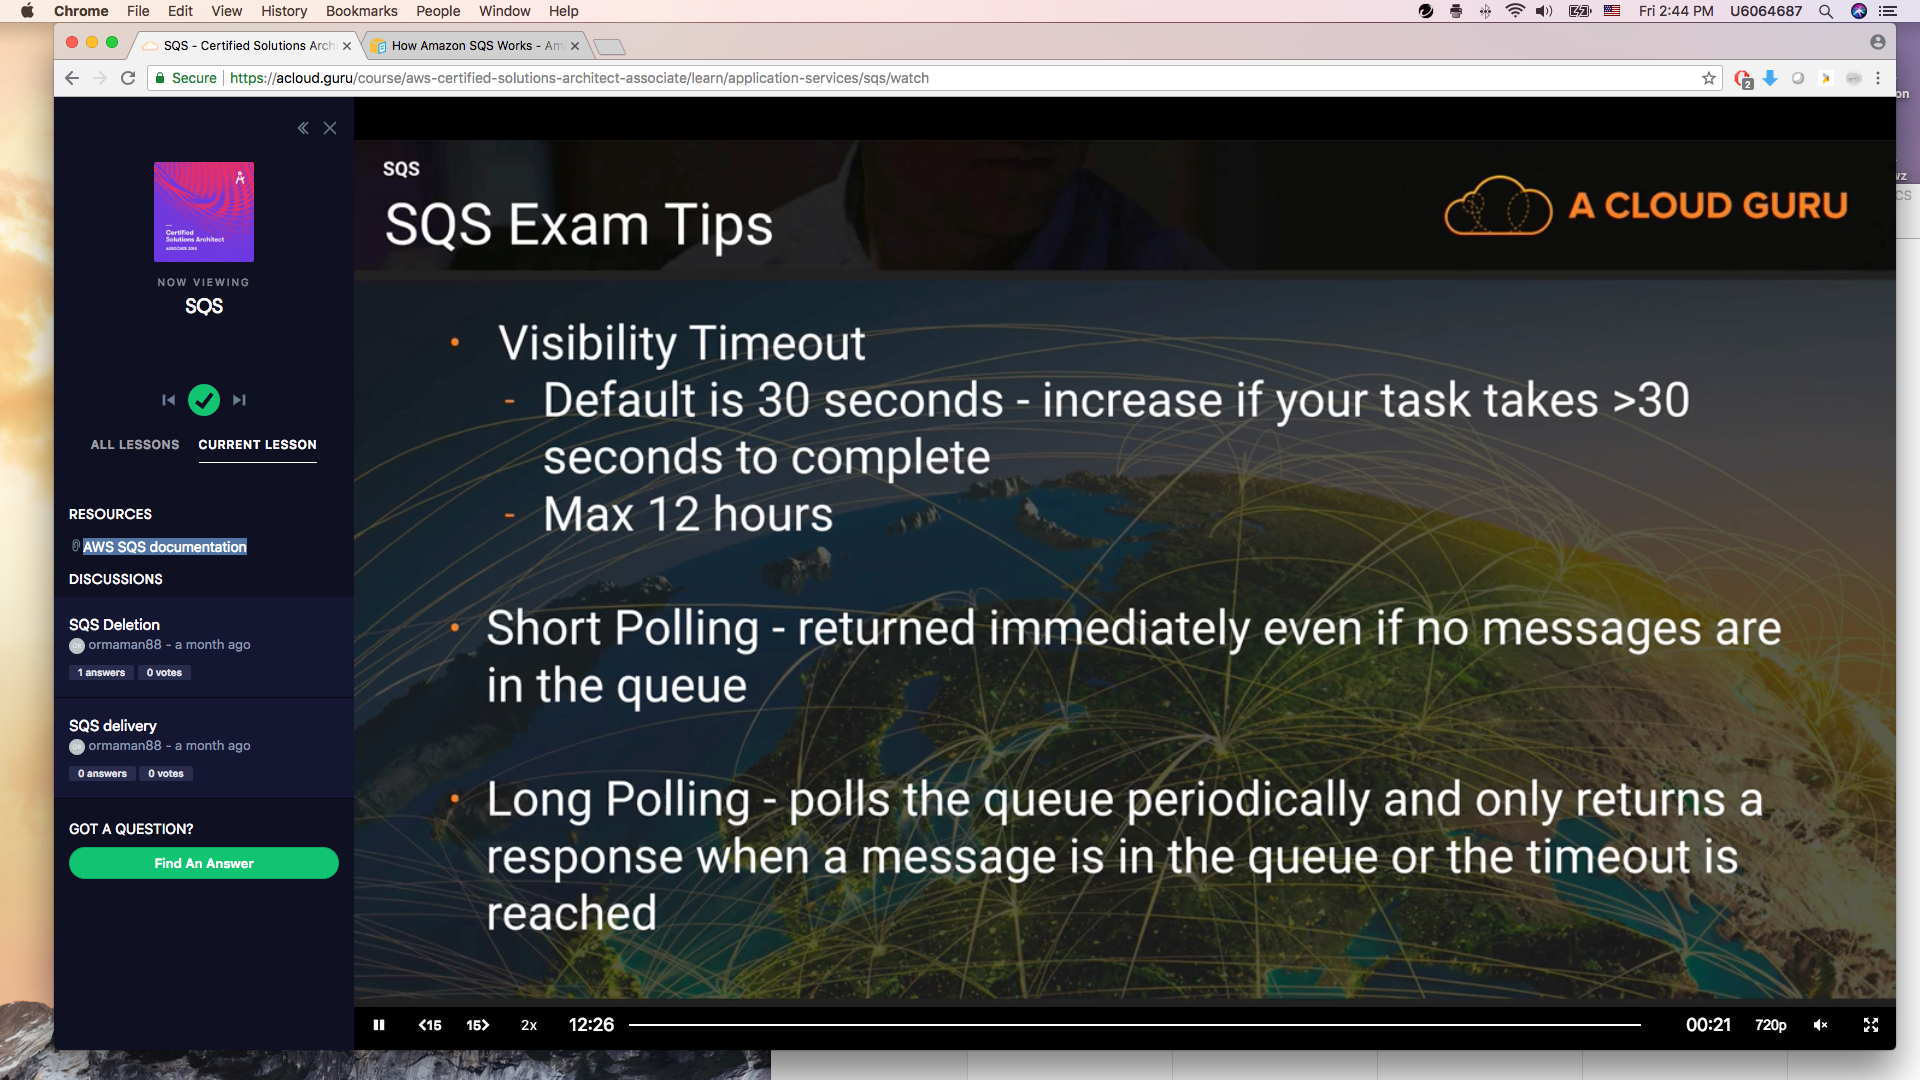 Chrome File Edit View History Bookmarks People Window Help Fri 2:44 PM U6064687
SQS - Certified Solutions Archi
How Amazon SQS Works - Am
Secure https://acloud.guru/course/aws-certified-solutions-architect-associate/learn/application-services/sqs/watch
2
on
wz
CS
Certified
Solutions Architect
ASSOCIATE 2018
NOW VIEWING
SQS
ALL LESSONS CURRENT LESSON
RESOURCES
AWS SQS documentation
DISCUSSIONS
SQS Deletion
ormaman88 - a month ago
1 answers 0 votes
SQS delivery
ormaman88 - a month ago
0 answers 0 votes
GOT A QUESTION?
Find An Answer
SQS
SQS Exam Tips
A CLOUD GURU
• Visibility Timeout
- Default is 30 seconds - increase if your task takes >30
seconds to complete
- Max 12 hours
• Short Polling - returned immediately even if no messages are
in the queue
• Long Polling - polls the queue periodically and only returns a
response when a message is in the queue or the timeout is
reached
<15 15> 2x 12:26 00:21 720p